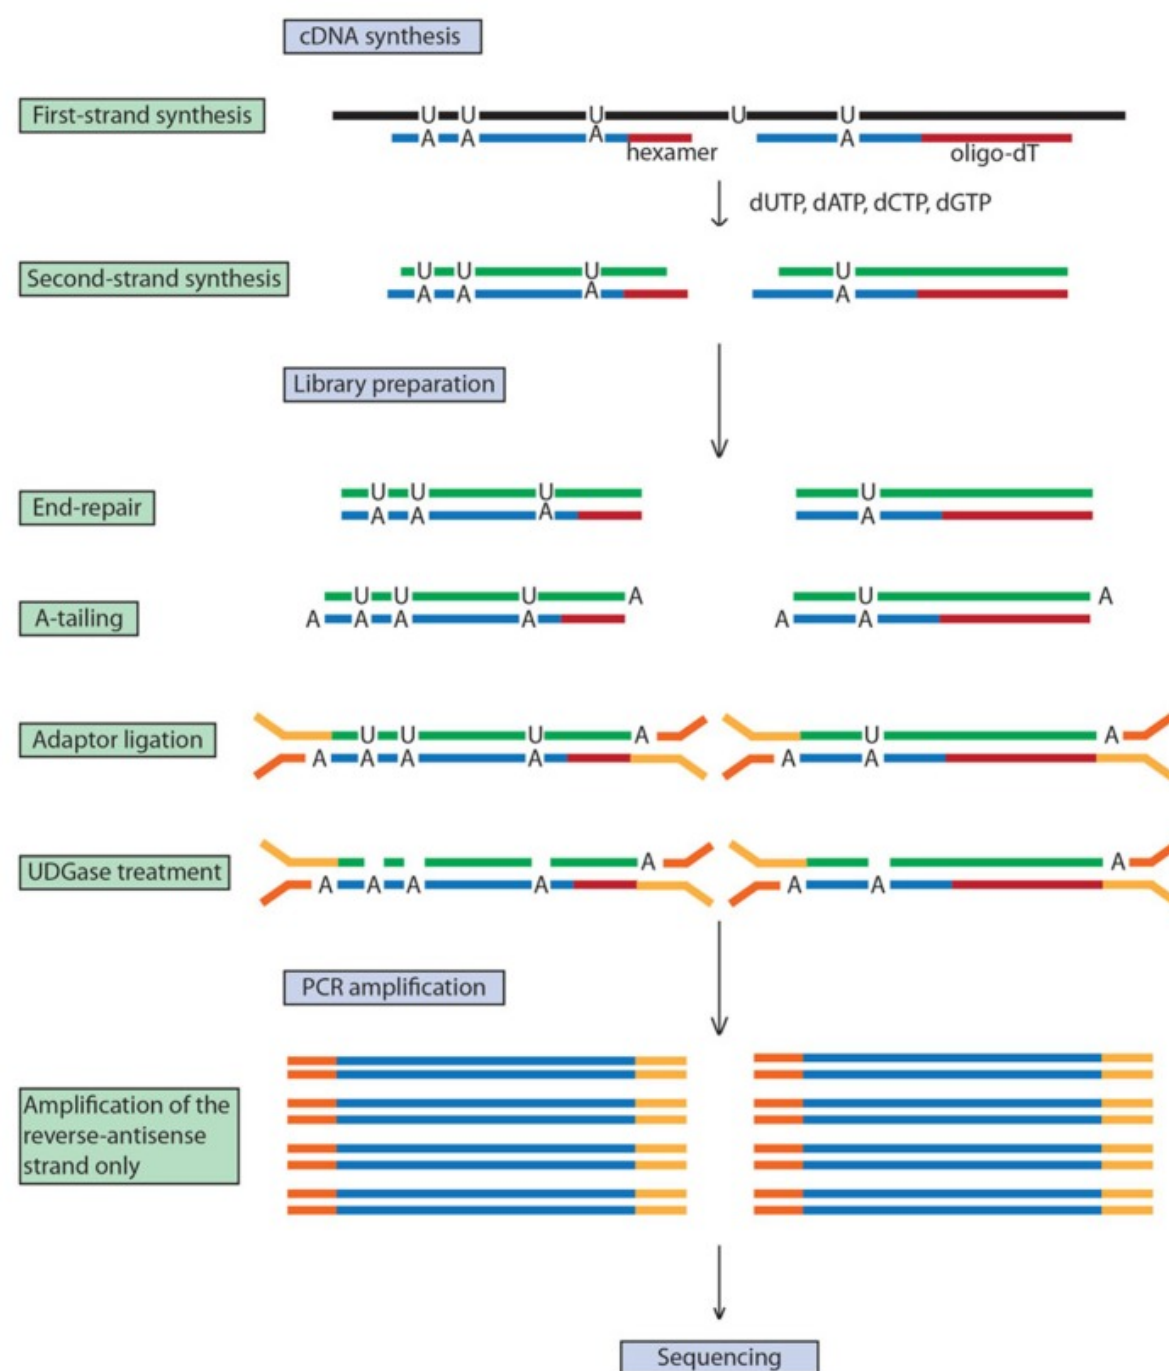 cDNA synthesis
First-strand synthesis
U U U U U
A A A A
hexamer oligo-dT
dUTP, dATP, dCTP, dGTP
Second-strand synthesis
U U U U
A A A A
Library preparation
End-repair
U U U U
A A A A
A-tailing
U U U A U A
A A A A A A
Adaptor ligation
U U U A U A
A A A A A A
UDGase treatment
A A
A A A A A A
PCR amplification
Amplification of the
reverse-antisense
strand only
Sequencing